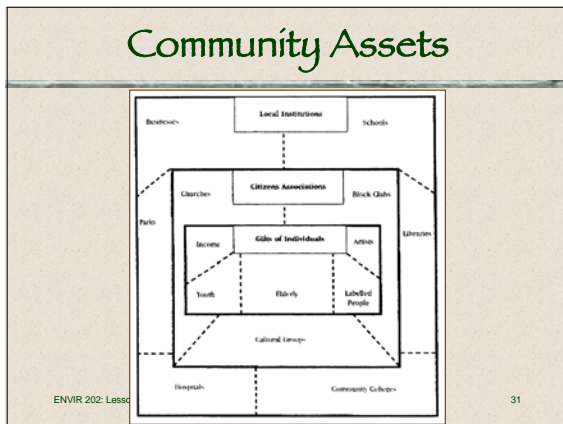 Community Assets
Local Institutions
Businesses
Schools
Citizens Associations
Churches
Block Clubs
Parks
Libraries
Gifts of Individuals
Income
Artists
Youth
Elderly
Labelled
People
Cultural Groups
Hospitals
Community Colleges
ENVIR 202: Lesso
31